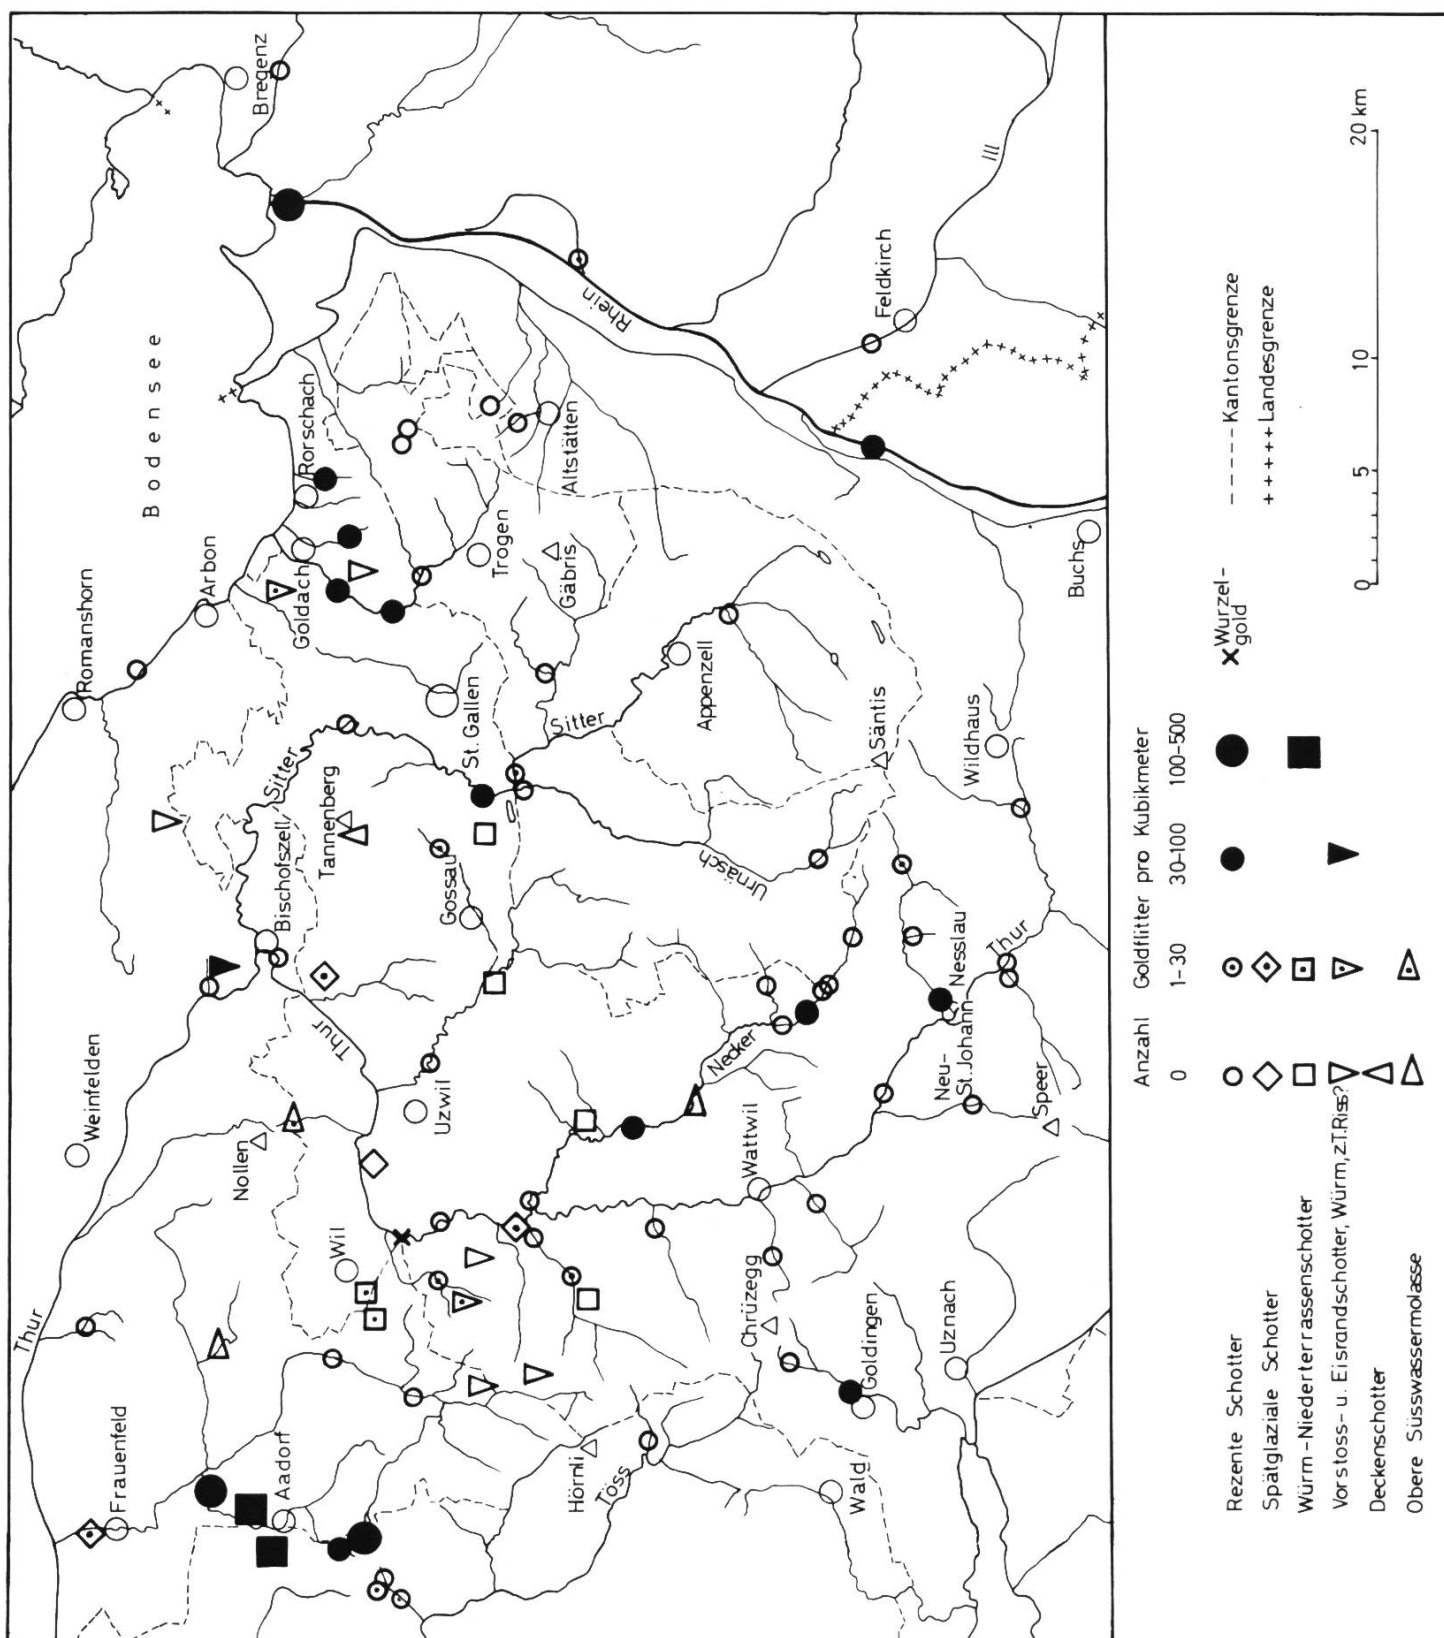 Bodensee
Bregenz
Romanshorn
Arbon
Rorschach
Goldach
Rhein
Ill
Feldkirch
Altstätten
Trogen
Gäbris
Buchs
St. Gallen
Sitter
Appenzell
Säntis
Wildhaus
Sitter
Tannenberg
Bischofszell
Gossau
Urnäsch
Weinfelden
Thur
Uzwil
Necker
Nesslau
Neu-
St.Johann
Thur
Speer
Nollen
Wil
Wattwil
Chrüzegg
Goldingen
Uznach
Thur
Frauenfeld
Aadorf
Hörnli
Töss
Wald
Anzahl Goldflitter pro Kubikmeter
0 1-30 30-100 100-500
Rezente Schotter
Spätglaziale Schotter
Würm-Niederterrassenschotter
Vorstoss- u. Eisrandschotter, Würm, z.T. Riss?
Deckenschotter
Obere Süsswassermolasse
Wurzel-
gold
---- Kantonsgrenze
++++ Landesgrenze
0 5 10 20 km